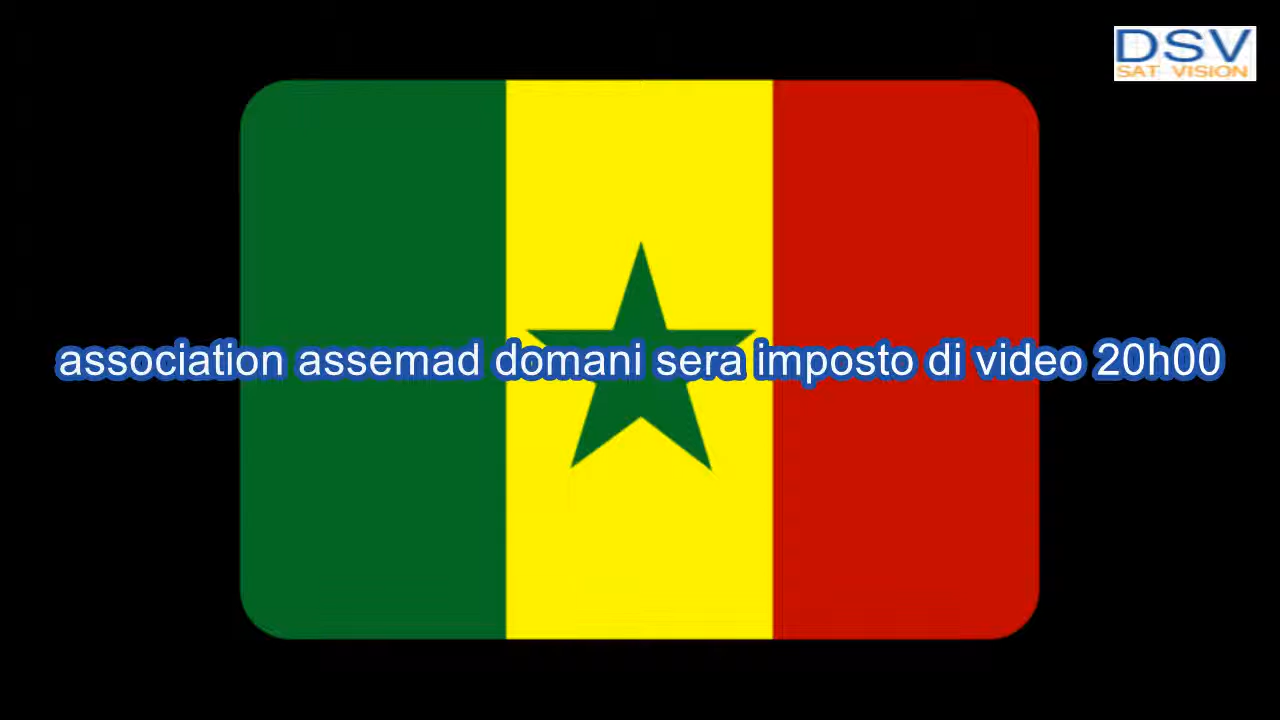 DSV
SAT VISION
association assemad domani sera imposto di video 20h00